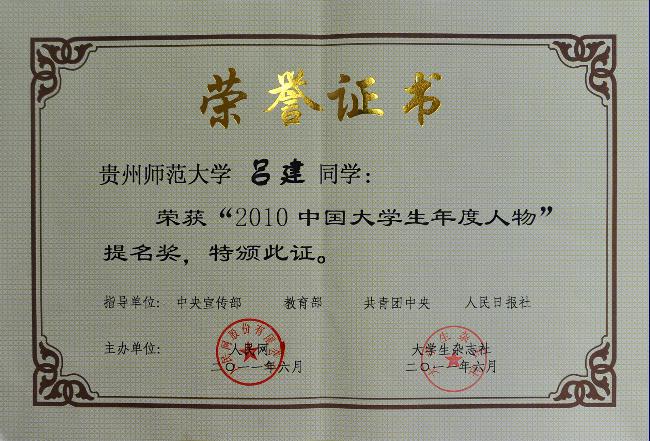 荣誉证书
贵州师范大学 吕建 同学：
荣获“2010中国大学生年度人物”
提名奖，特颁此证。
指导单位： 中央宣传部 教育部 共青团中央 人民日报社
主办单位： 人民网 大学生杂志社
二〇一一年六月 二〇一一年六月